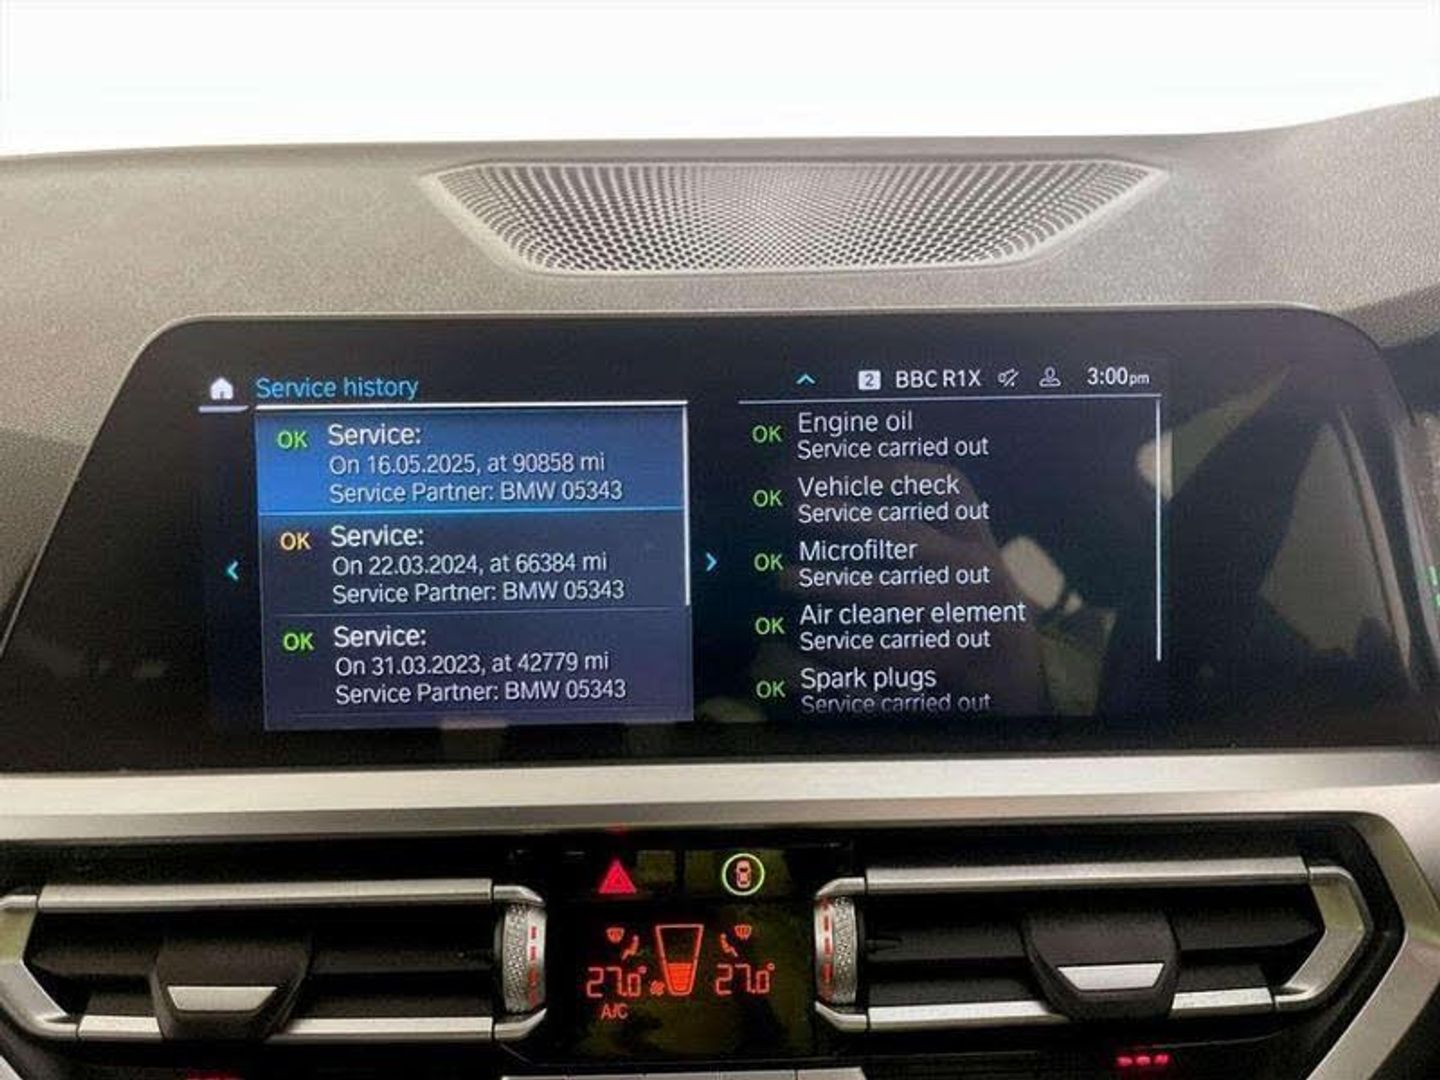 Service history
2 BBC R1X 3:00pm
OK Service:
On 16.05.2025, at 90858 mi
Service Partner: BMW 05343
OK Service:
On 22.03.2024, at 66384 mi
Service Partner: BMW 05343
OK Service:
On 31.03.2023, at 42779 mi
Service Partner: BMW 05343
OK Engine oil
Service carried out
OK Vehicle check
Service carried out
OK Microfilter
Service carried out
OK Air cleaner element
Service carried out
OK Spark plugs
Service carried out
27.0° 27.0°
A/C